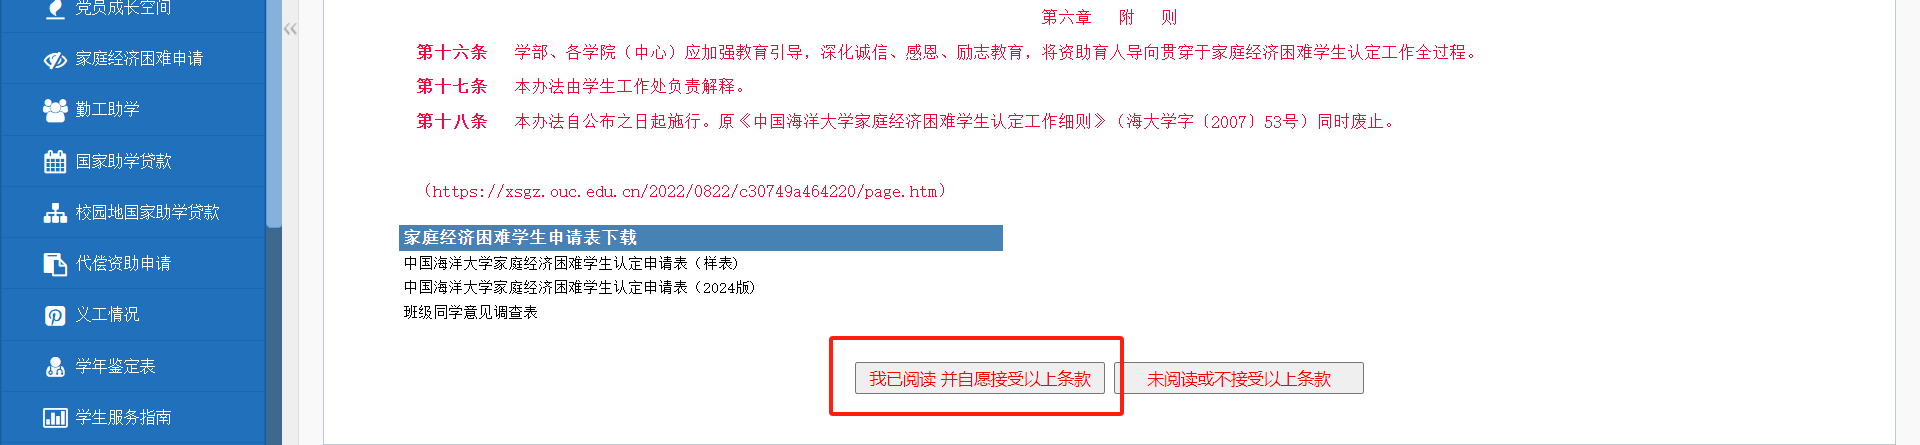 党员成长空间
家庭经济困难申请
勤工助学
国家助学贷款
校园地国家助学贷款
代偿资助申请
义工情况
学年鉴定表
学生服务指南
第六章 附 则
第十六条 学部、各学院（中心）应加强教育引导，深化诚信、感恩、励志教育，将资助育人导向贯穿于家庭经济困难学生认定工作全过程。
第十七条 本办法由学生工作处负责解释。
第十八条 本办法自公布之日起施行。原《中国海洋大学家庭经济困难学生认定工作细则》（海大学字〔2007〕53号）同时废止。
（https://xsgz.ouc.edu.cn/2022/0822/c30749a464220/page.htm）
家庭经济困难学生申请表下载
中国海洋大学家庭经济困难学生认定申请表（样表）
中国海洋大学家庭经济困难学生认定申请表（2024版）
班级同学意见调查表
我已阅读 并自愿接受以上条款
未阅读或不接受以上条款